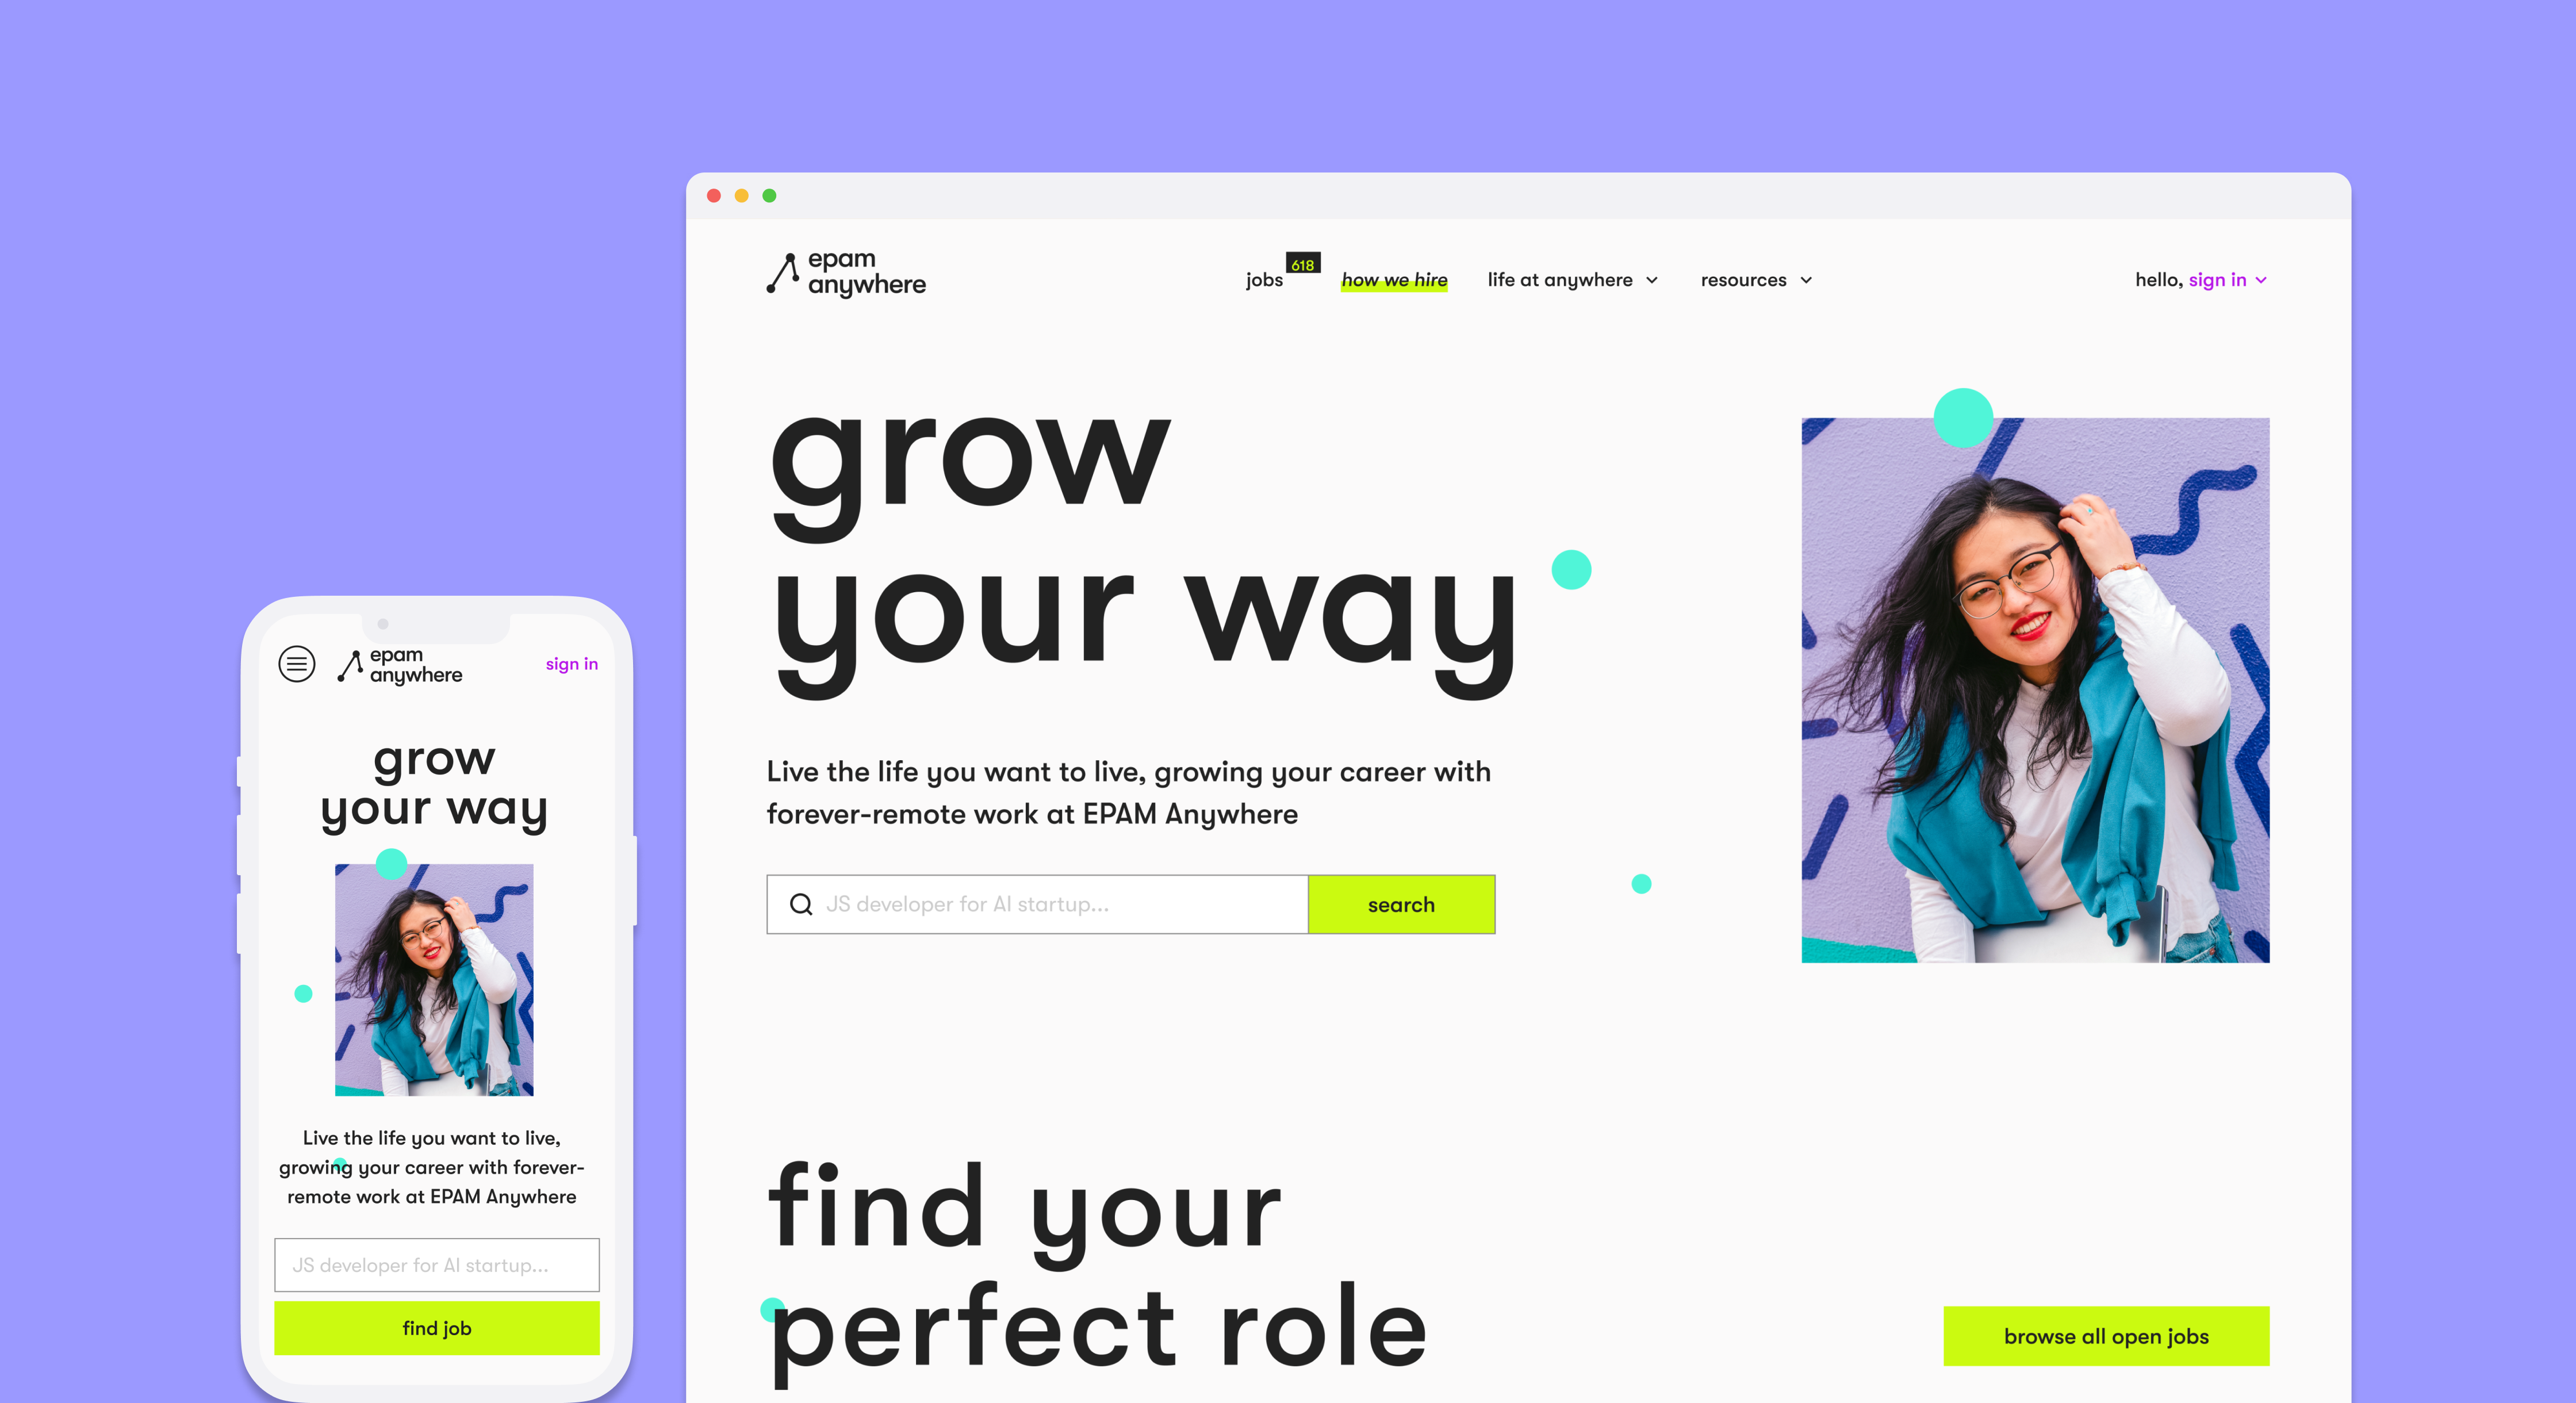 epam
anywhere
jobs
618
how we hire
life at anywhere
resources
hello, sign in
grow
your way
Live the life you want to live, growing your career with
forever-remote work at EPAM Anywhere
JS developer for AI startup...
search
find your
perfect role
browse all open jobs
epam
anywhere
sign in
grow
your way
Live the life you want to live,
growing your career with forever-
remote work at EPAM Anywhere
JS developer for AI startup...
find job